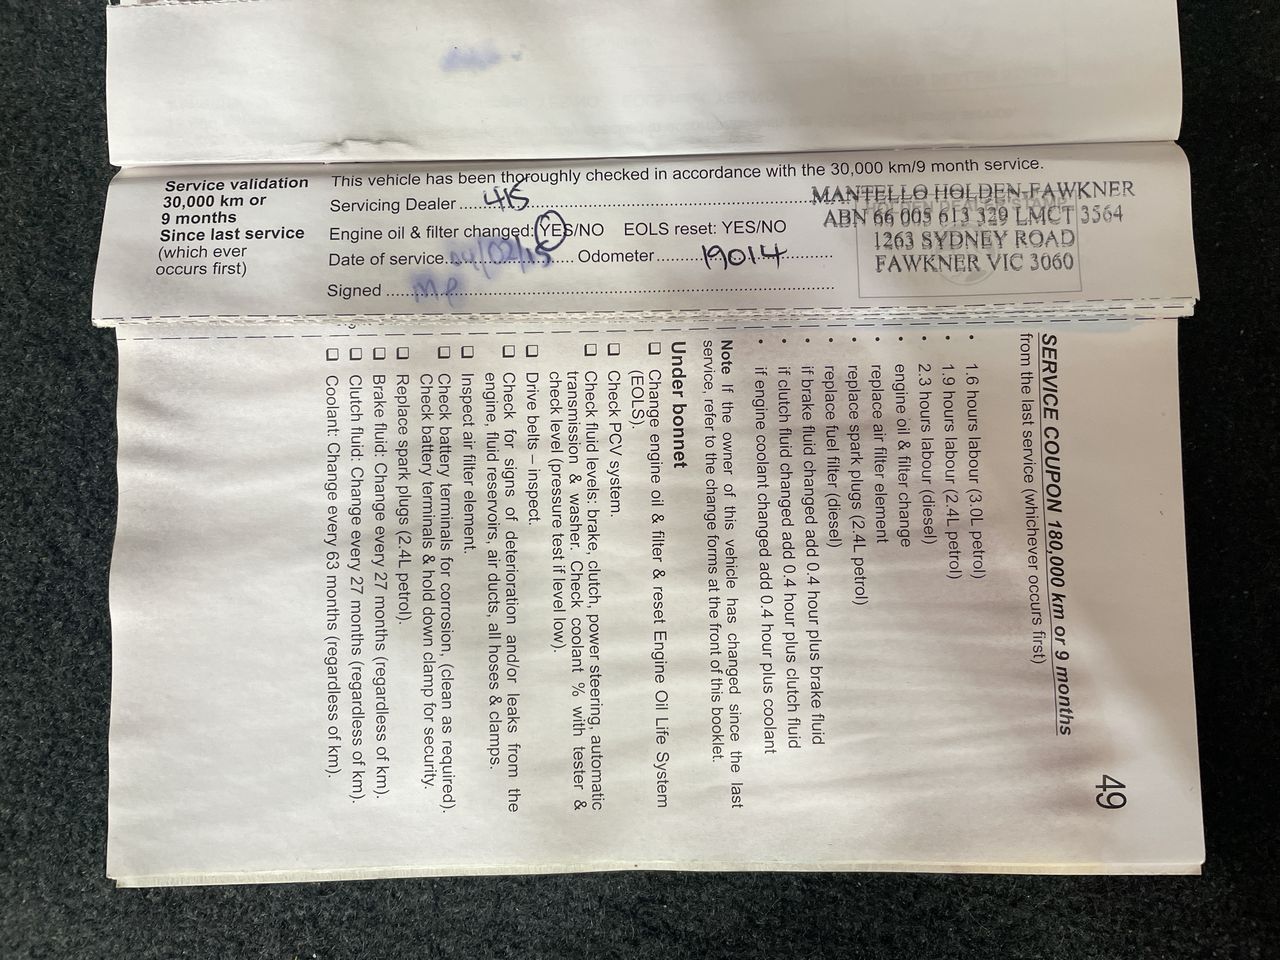 Service validation
30,000 km or
9 months
Since last service
(which ever
occurs first)
This vehicle has been thoroughly checked in accordance with the 30,000 km/9 month service.
Servicing Dealer ... 415
Engine oil & filter changed: YES/NO EOLS reset: YES/NO
Date of service.... 04/02/15 .... Odometer ......... 19014 .........
Signed ... MP
MANTELLO HOLDEN-FAWKNER
ABN 66 005 613 329 LMCT 3564
1263 SYDNEY ROAD
FAWKNER VIC 3060
49
SERVICE COUPON 180,000 km or 9 months
from the last service (whichever occurs first)
• 1.6 hours labour (3.0L petrol)
• 1.9 hours labour (2.4L petrol)
• 2.3 hours labour (diesel)
• engine oil & filter change
• replace air filter element
• replace spark plugs (2.4L petrol)
• replace fuel filter (diesel)
• if brake fluid changed add 0.4 hour plus brake fluid
• if clutch fluid changed add 0.4 hour plus clutch fluid
• if engine coolant changed add 0.4 hour plus coolant
Note If the owner of this vehicle has changed since the last
service, refer to the change forms at the front of this booklet.
Under bonnet
❑ Change engine oil & filter & reset Engine Oil Life System
(EOLS).
❑ Check PCV system.
❑ Check fluid levels: brake, clutch, power steering, automatic
transmission & washer. Check coolant % with tester &
check level (pressure test if level low).
❑ Drive belts – inspect.
❑ Check for signs of deterioration and/or leaks from the
engine, fluid reservoirs, air ducts, all hoses & clamps.
❑ Inspect air filter element.
❑ Check battery terminals for corrosion, (clean as required).
Check battery terminals & hold down clamp for security.
❑ Replace spark plugs (2.4L petrol).
❑ Brake fluid: Change every 27 months (regardless of km).
❑ Clutch fluid: Change every 27 months (regardless of km).
❑ Coolant: Change every 63 months (regardless of km).